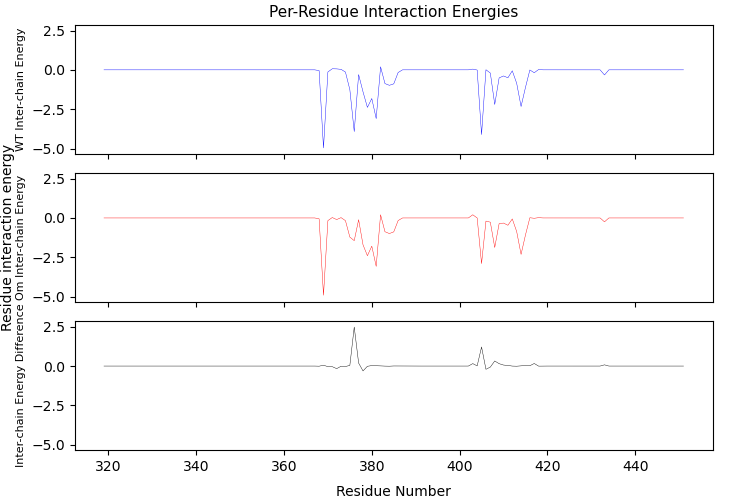 Per-Residue Interaction Energies
WT Inter-chain Energy
2.5
0.0
−2.5
−5.0
Residue interaction energy
Om Inter-chain Energy
2.5
0.0
−2.5
−5.0
Inter-chain Energy Difference
2.5
0.0
−2.5
−5.0
320 340 360 380 400 420 440
Residue Number